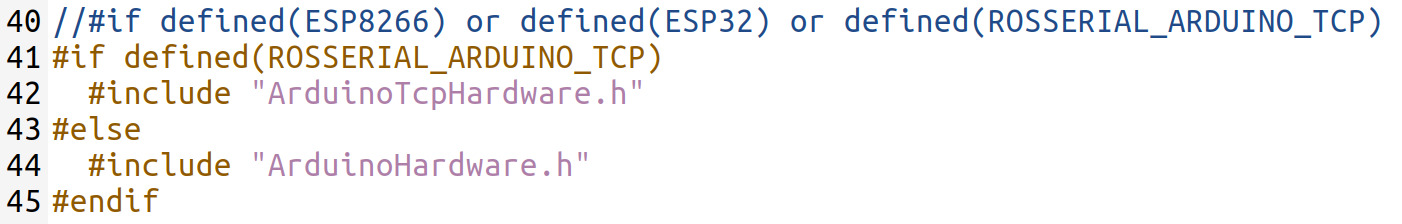 40 //#if defined(ESP8266) or defined(ESP32) or defined(ROSSERIAL_ARDUINO_TCP)
41 #if defined(ROSSERIAL_ARDUINO_TCP)
42   #include "ArduinoTcpHardware.h"
43 #else
44   #include "ArduinoHardware.h"
45 #endif